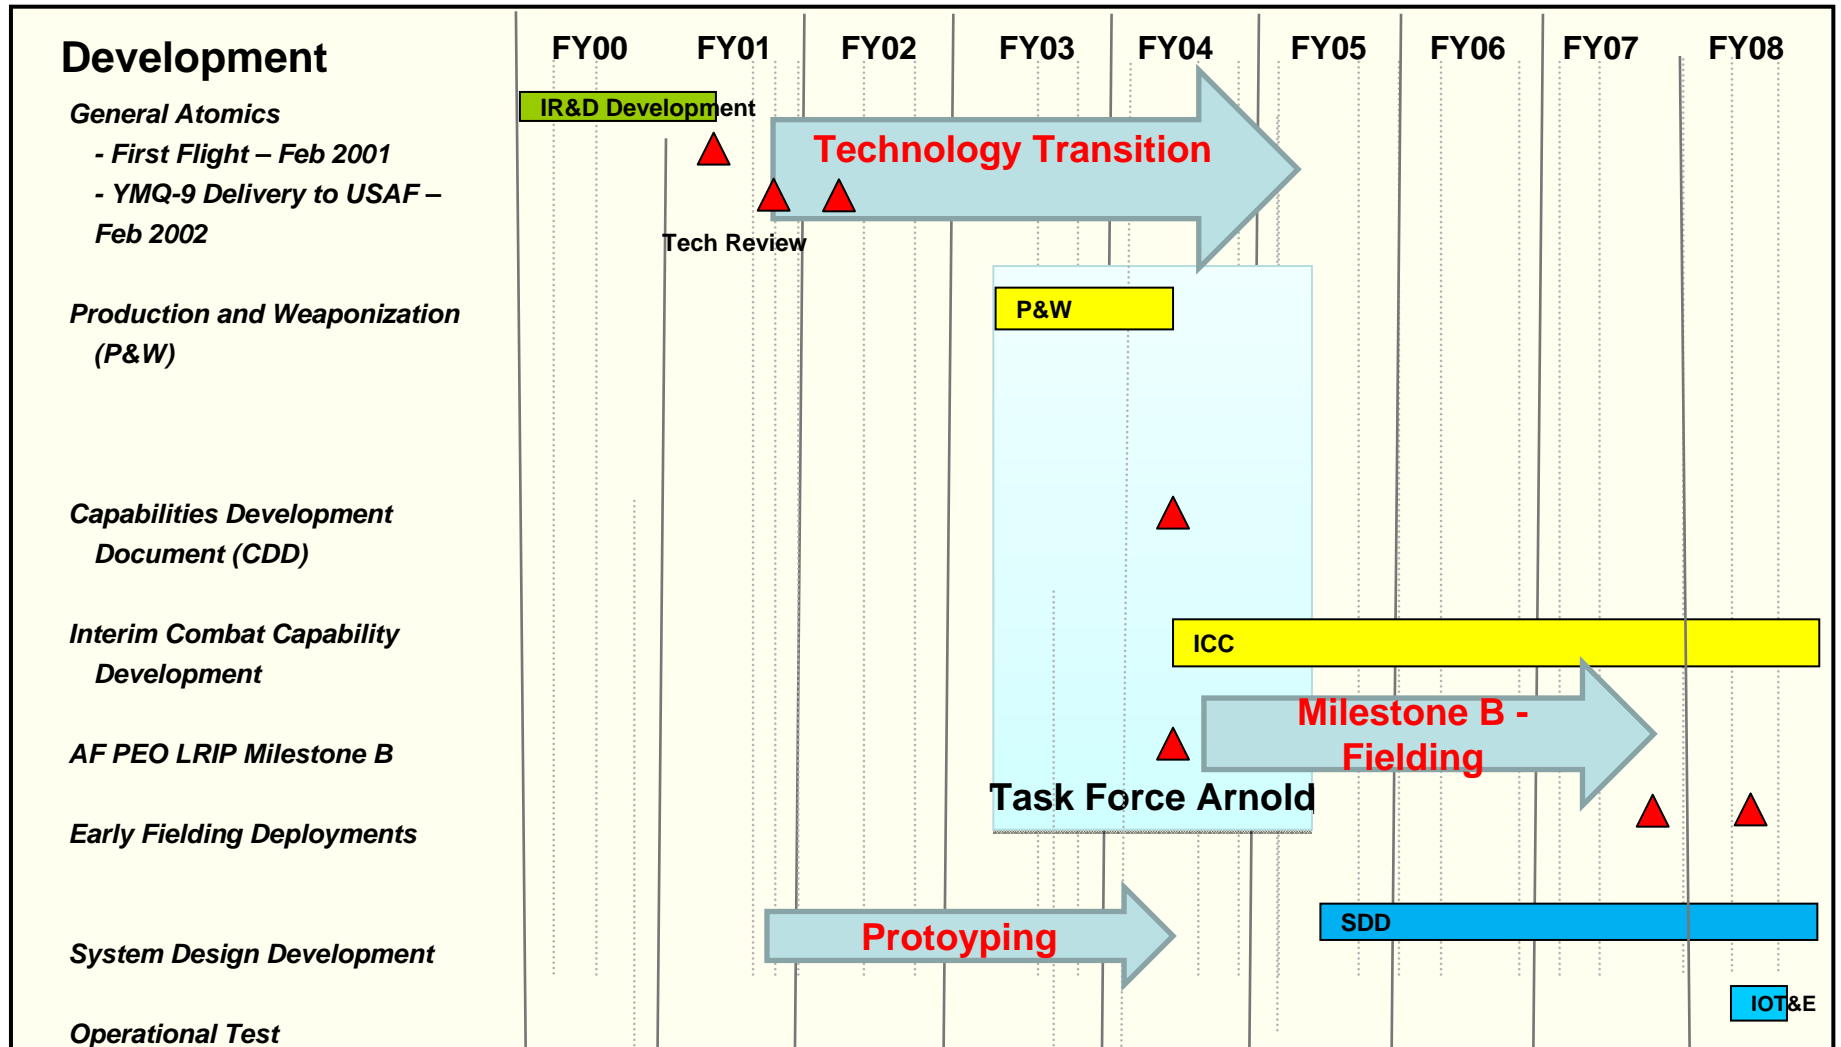 Development
FY00 FY01 FY02 FY03 FY04 FY05 FY06 FY07 FY08
General Atomics
- First Flight – Feb 2001
- YMQ-9 Delivery to USAF –
Feb 2002
IR&D Development
Technology Transition
Tech Review
Production and Weaponization
(P&W)
P&W
Capabilities Development
Document (CDD)
Interim Combat Capability
Development
ICC
Milestone B -
Fielding
AF PEO LRIP Milestone B
Task Force Arnold
Early Fielding Deployments
SDD
Protoyping
System Design Development
IOT&E
Operational Test